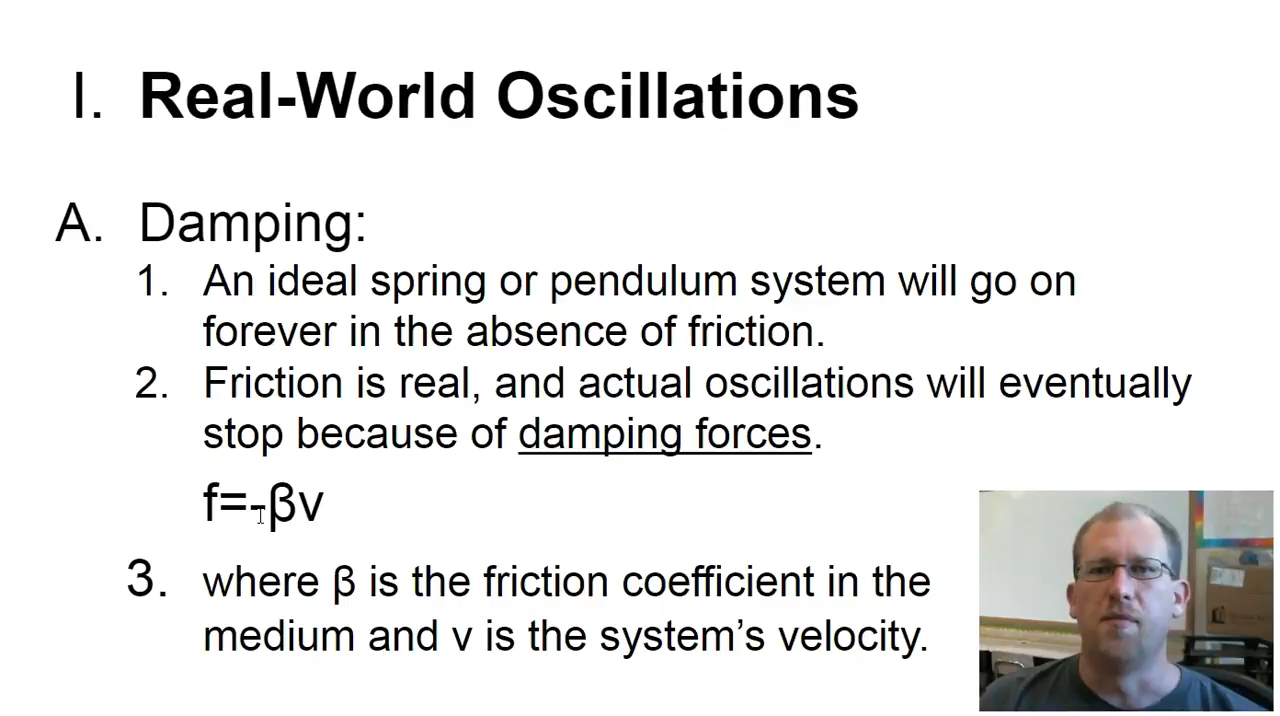 I. Real-World Oscillations
A. Damping:
1. An ideal spring or pendulum system will go on
forever in the absence of friction.
2. Friction is real, and actual oscillations will eventually
stop because of damping forces.
f=-βv
3. where β is the friction coefficient in the
medium and v is the system’s velocity.